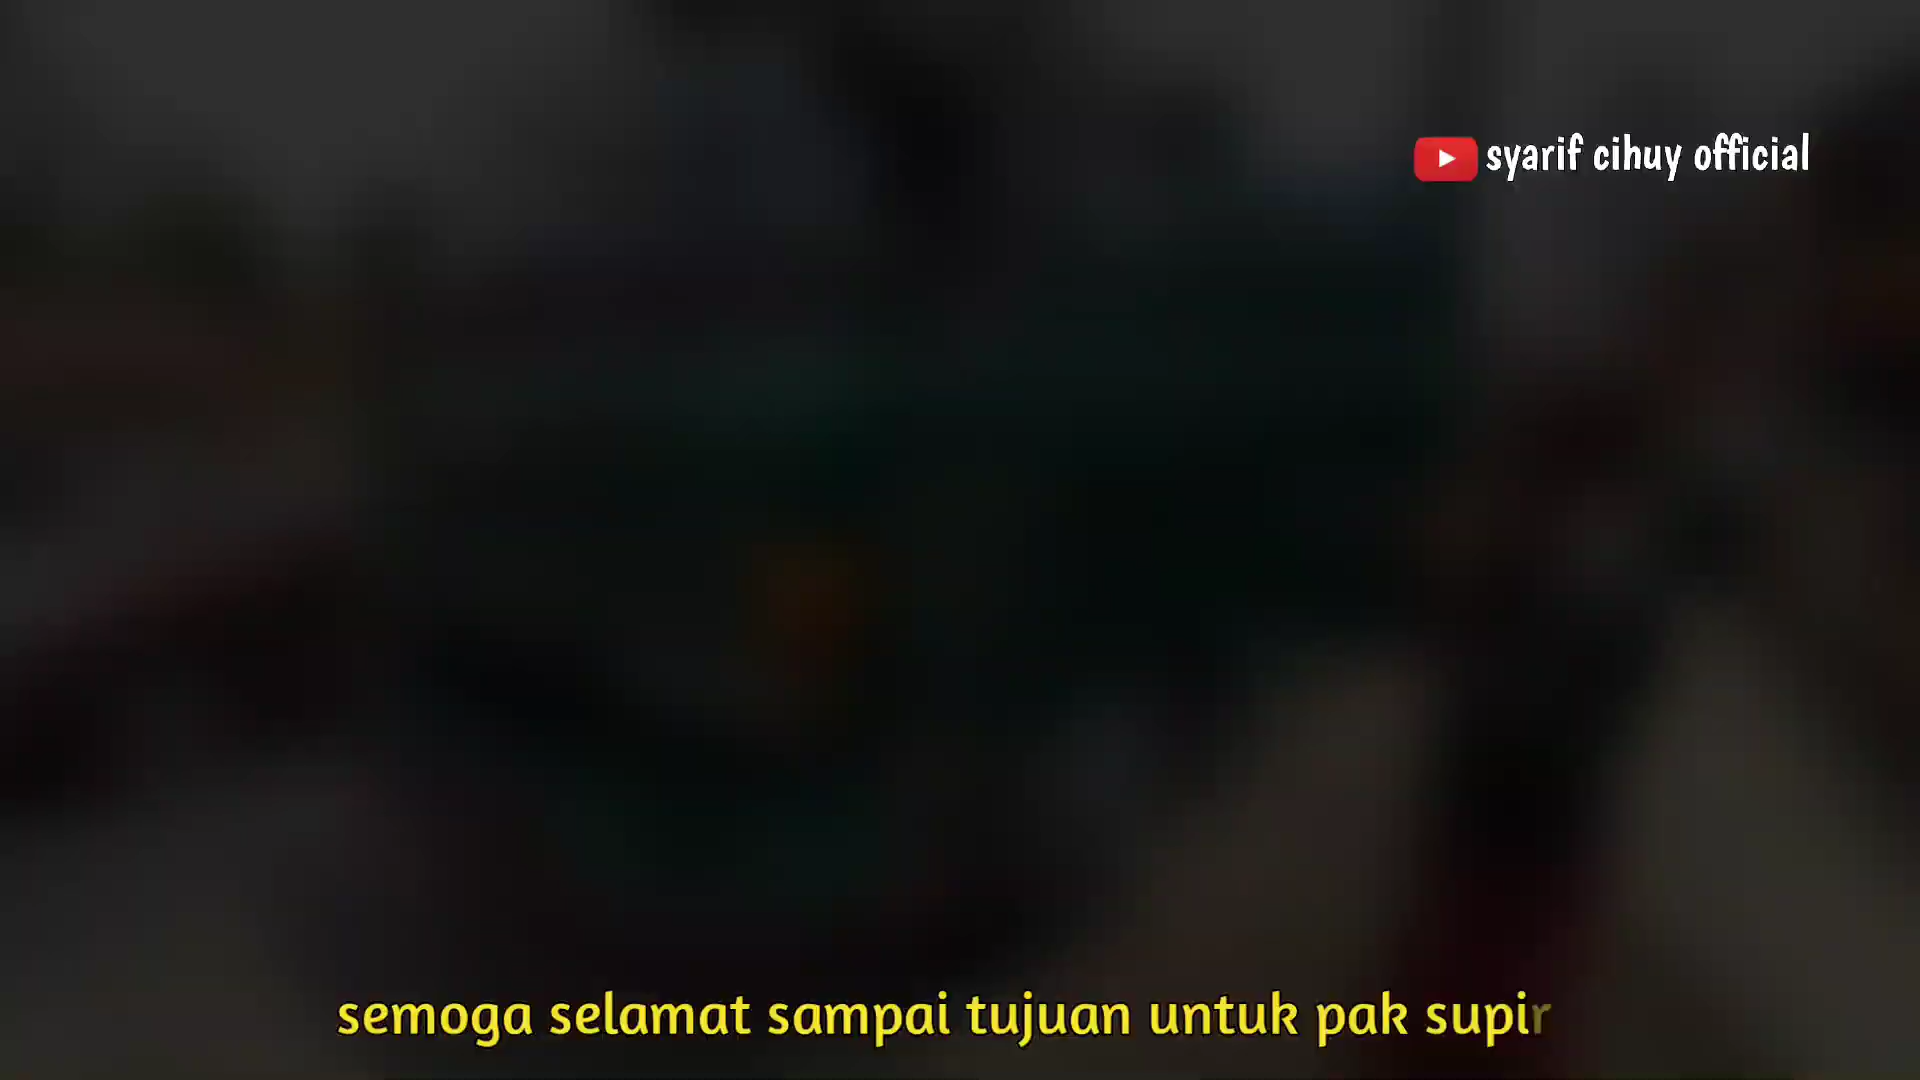 syarif cihuy official
semoga selamat sampai tujuan untuk pak supir